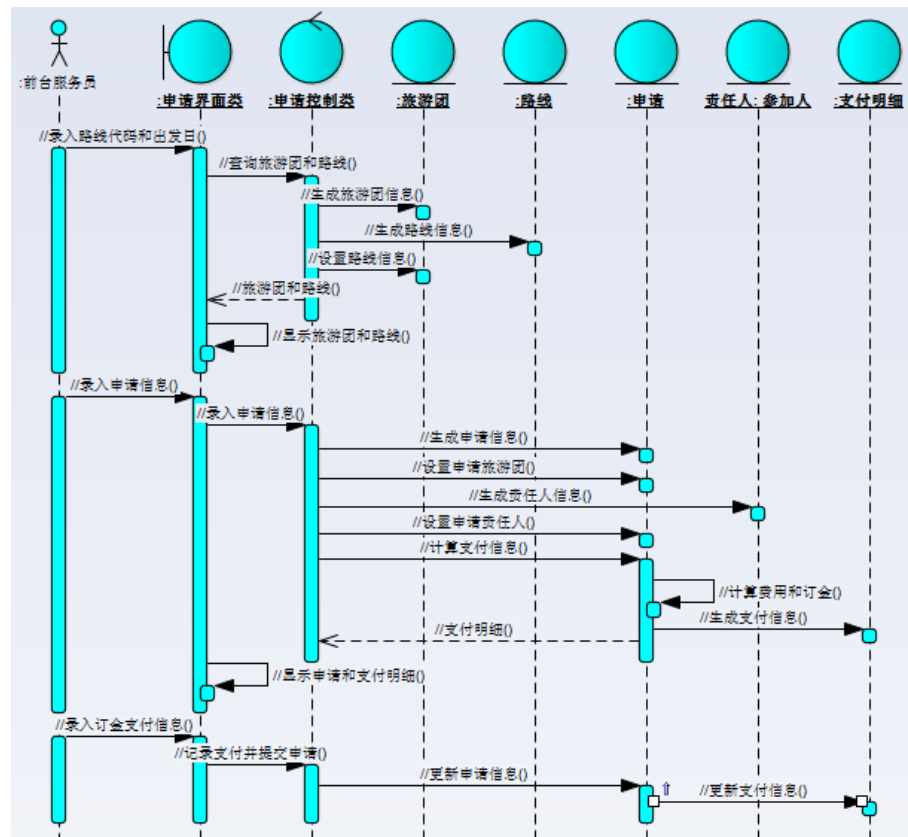 :前台服务员
:申请界面类
:申请控制类
:旅游团
:路线
:申请
责任人: 参加人
:支付明细
//录入路线代码和出发日()
//查询旅游团和路线()
//生成旅游团信息()
//生成路线信息()
//设置路线信息()
//旅游团和路线()
//显示旅游团和路线()
//录入申请信息()
//录入申请信息()
//生成申请信息()
//设置申请旅游团()
//生成责任人信息()
//设置申请责任人()
//计算支付信息()
//计算费用和订金()
//生成支付信息()
//支付明细()
//显示申请和支付明细()
//录入订金支付信息()
//记录支付并提交申请()
//更新申请信息()
//更新支付信息()